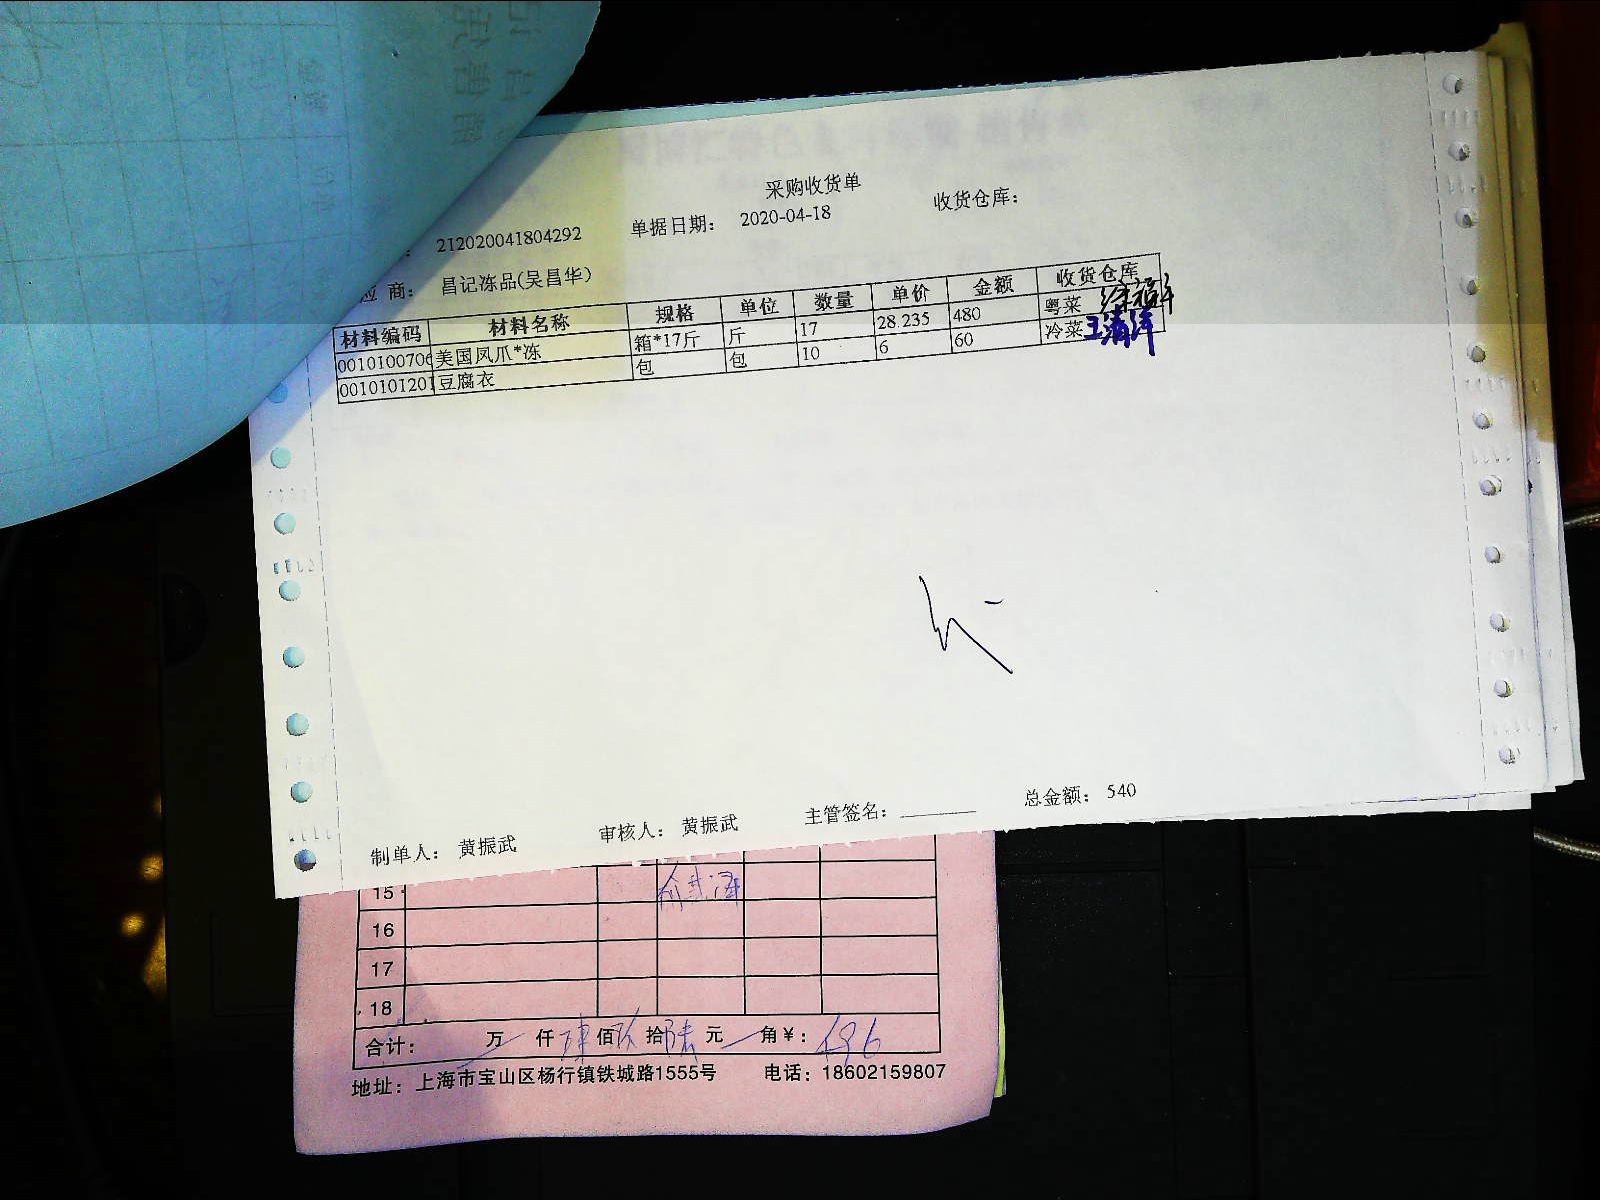 采购收货单
212020041804292 单据日期： 2020-04-18 收货仓库：
应 商： 昌记冻品(吴昌华)
材料编码 材料名称 规格 单位 数量 单价 金额 收货仓库
0010100706 美国凤爪*冻 箱*17斤 斤 17 28.235 480 粤菜
0010101201 豆腐衣 包 包 10 6 60 冷菜
制单人： 黄振武 审核人： 黄振武 主管签名： 总金额： 540
15
16
17
18
合计： 万 仟 佰 拾 陆 元 角￥：
地址：上海市宝山区杨行镇铁城路1555号 电话：18602159807